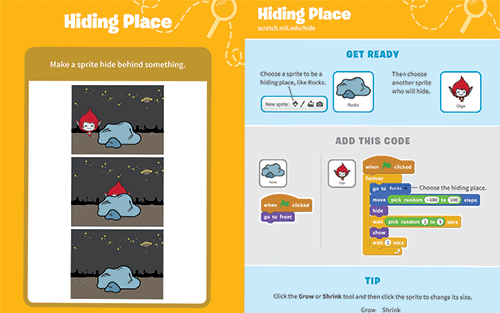 Hiding Place
Make a sprite hide behind something.
Hiding Place
scratch.mit.edu/hide
GET READY
Choose a sprite to be a
hiding place, like Rocks.
New sprite:
Rocks
Then choose
another sprite
who will hide.
ADD THIS CODE
Rocks
when clicked
go to front
when clicked
forever
go to Rocks
Choose the hiding place.
move pick random -100 to 100 steps
hide
wait pick random 1 to 5 secs
show
wait 1 secs
TIP
Click the Grow or Shrink tool and then click the sprite to change its size.
Grow Shrink